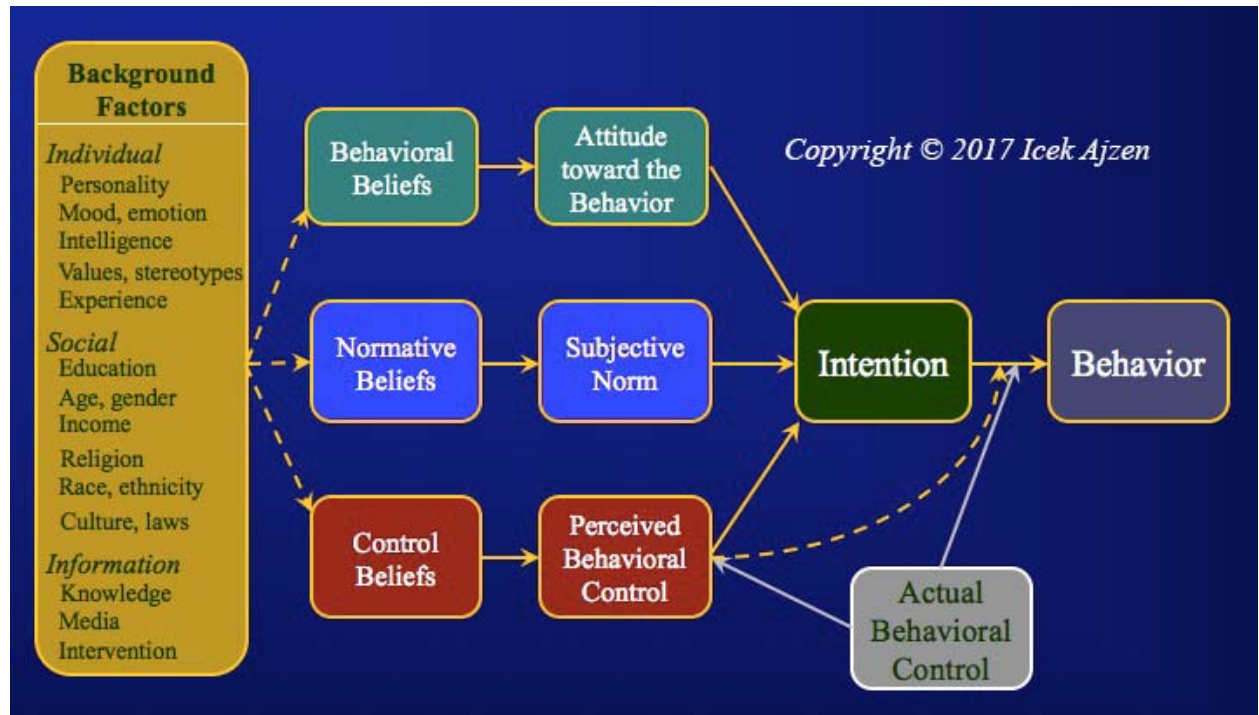 Background
Factors
Individual
Personality
Mood, emotion
Intelligence
Values, stereotypes
Experience
Social
Education
Age, gender
Income
Religion
Race, ethnicity
Culture, laws
Information
Knowledge
Media
Intervention
Behavioral
Beliefs
Attitude
toward the
Behavior
Copyright © 2017 Icek Ajzen
Normative
Beliefs
Subjective
Norm
Intention
Behavior
Control
Beliefs
Perceived
Behavioral
Control
Actual
Behavioral
Control